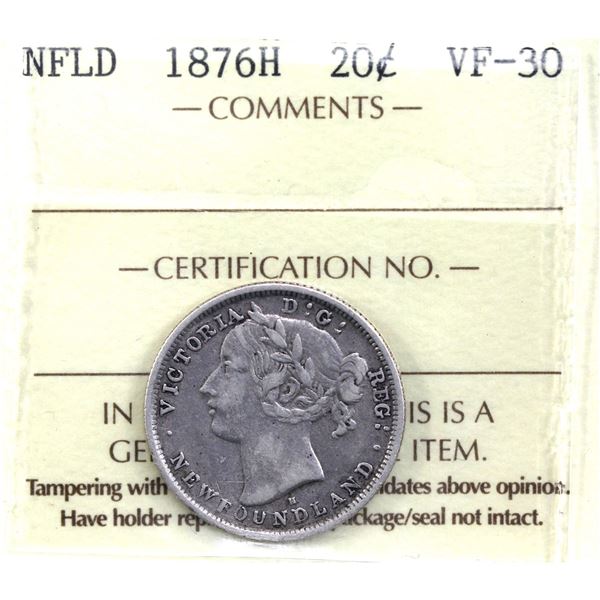 NFLD 1876H 20¢ VF-30
— COMMENTS —
— CERTIFICATION NO. —
VICTORIA D:G: REG:
NEWFOUNDLAND
H
IN IS IS A
GE ITEM.
Tampering with dates above opinion.
Have holder rep ckage/seal not intact.